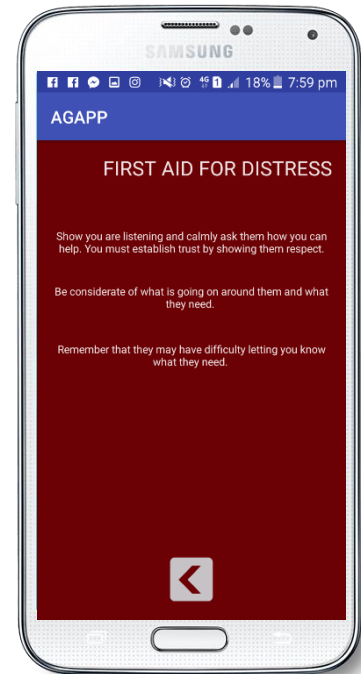 SAMSUNG
4G 1 18% 7:59 pm
AGAPP
FIRST AID FOR DISTRESS
Show you are listening and calmly ask them how you can
help. You must establish trust by showing them respect.
Be considerate of what is going on around them and what
they need.
Remember that they may have difficulty letting you know
what they need.